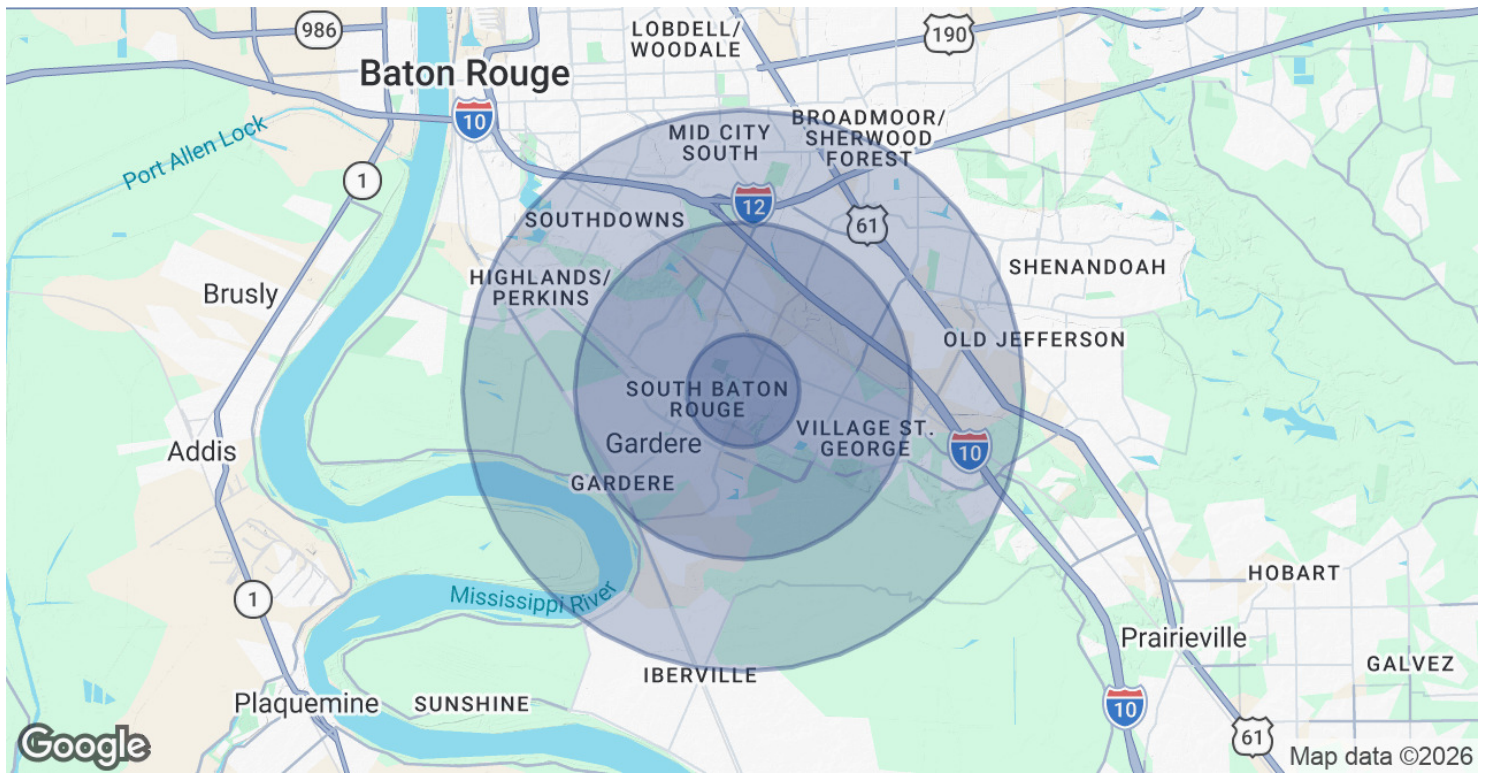 986
LOBDELL/
WOODALE
190
Baton Rouge
10
MID CITY
SOUTH
BROADMOOR/
SHERWOOD
FOREST
Port Allen Lock
1
12
SOUTHDOWNS
61
HIGHLANDS/
PERKINS
SHENANDOAH
Brusly
OLD JEFFERSON
SOUTH BATON
ROUGE
Gardere
VILLAGE ST.
GEORGE
10
Addis
GARDERE
1
Mississippi River
HOBART
Prairieville
IBERVILLE
GALVEZ
Plaquemine
SUNSHINE
10
61
Google
Map data ©2026